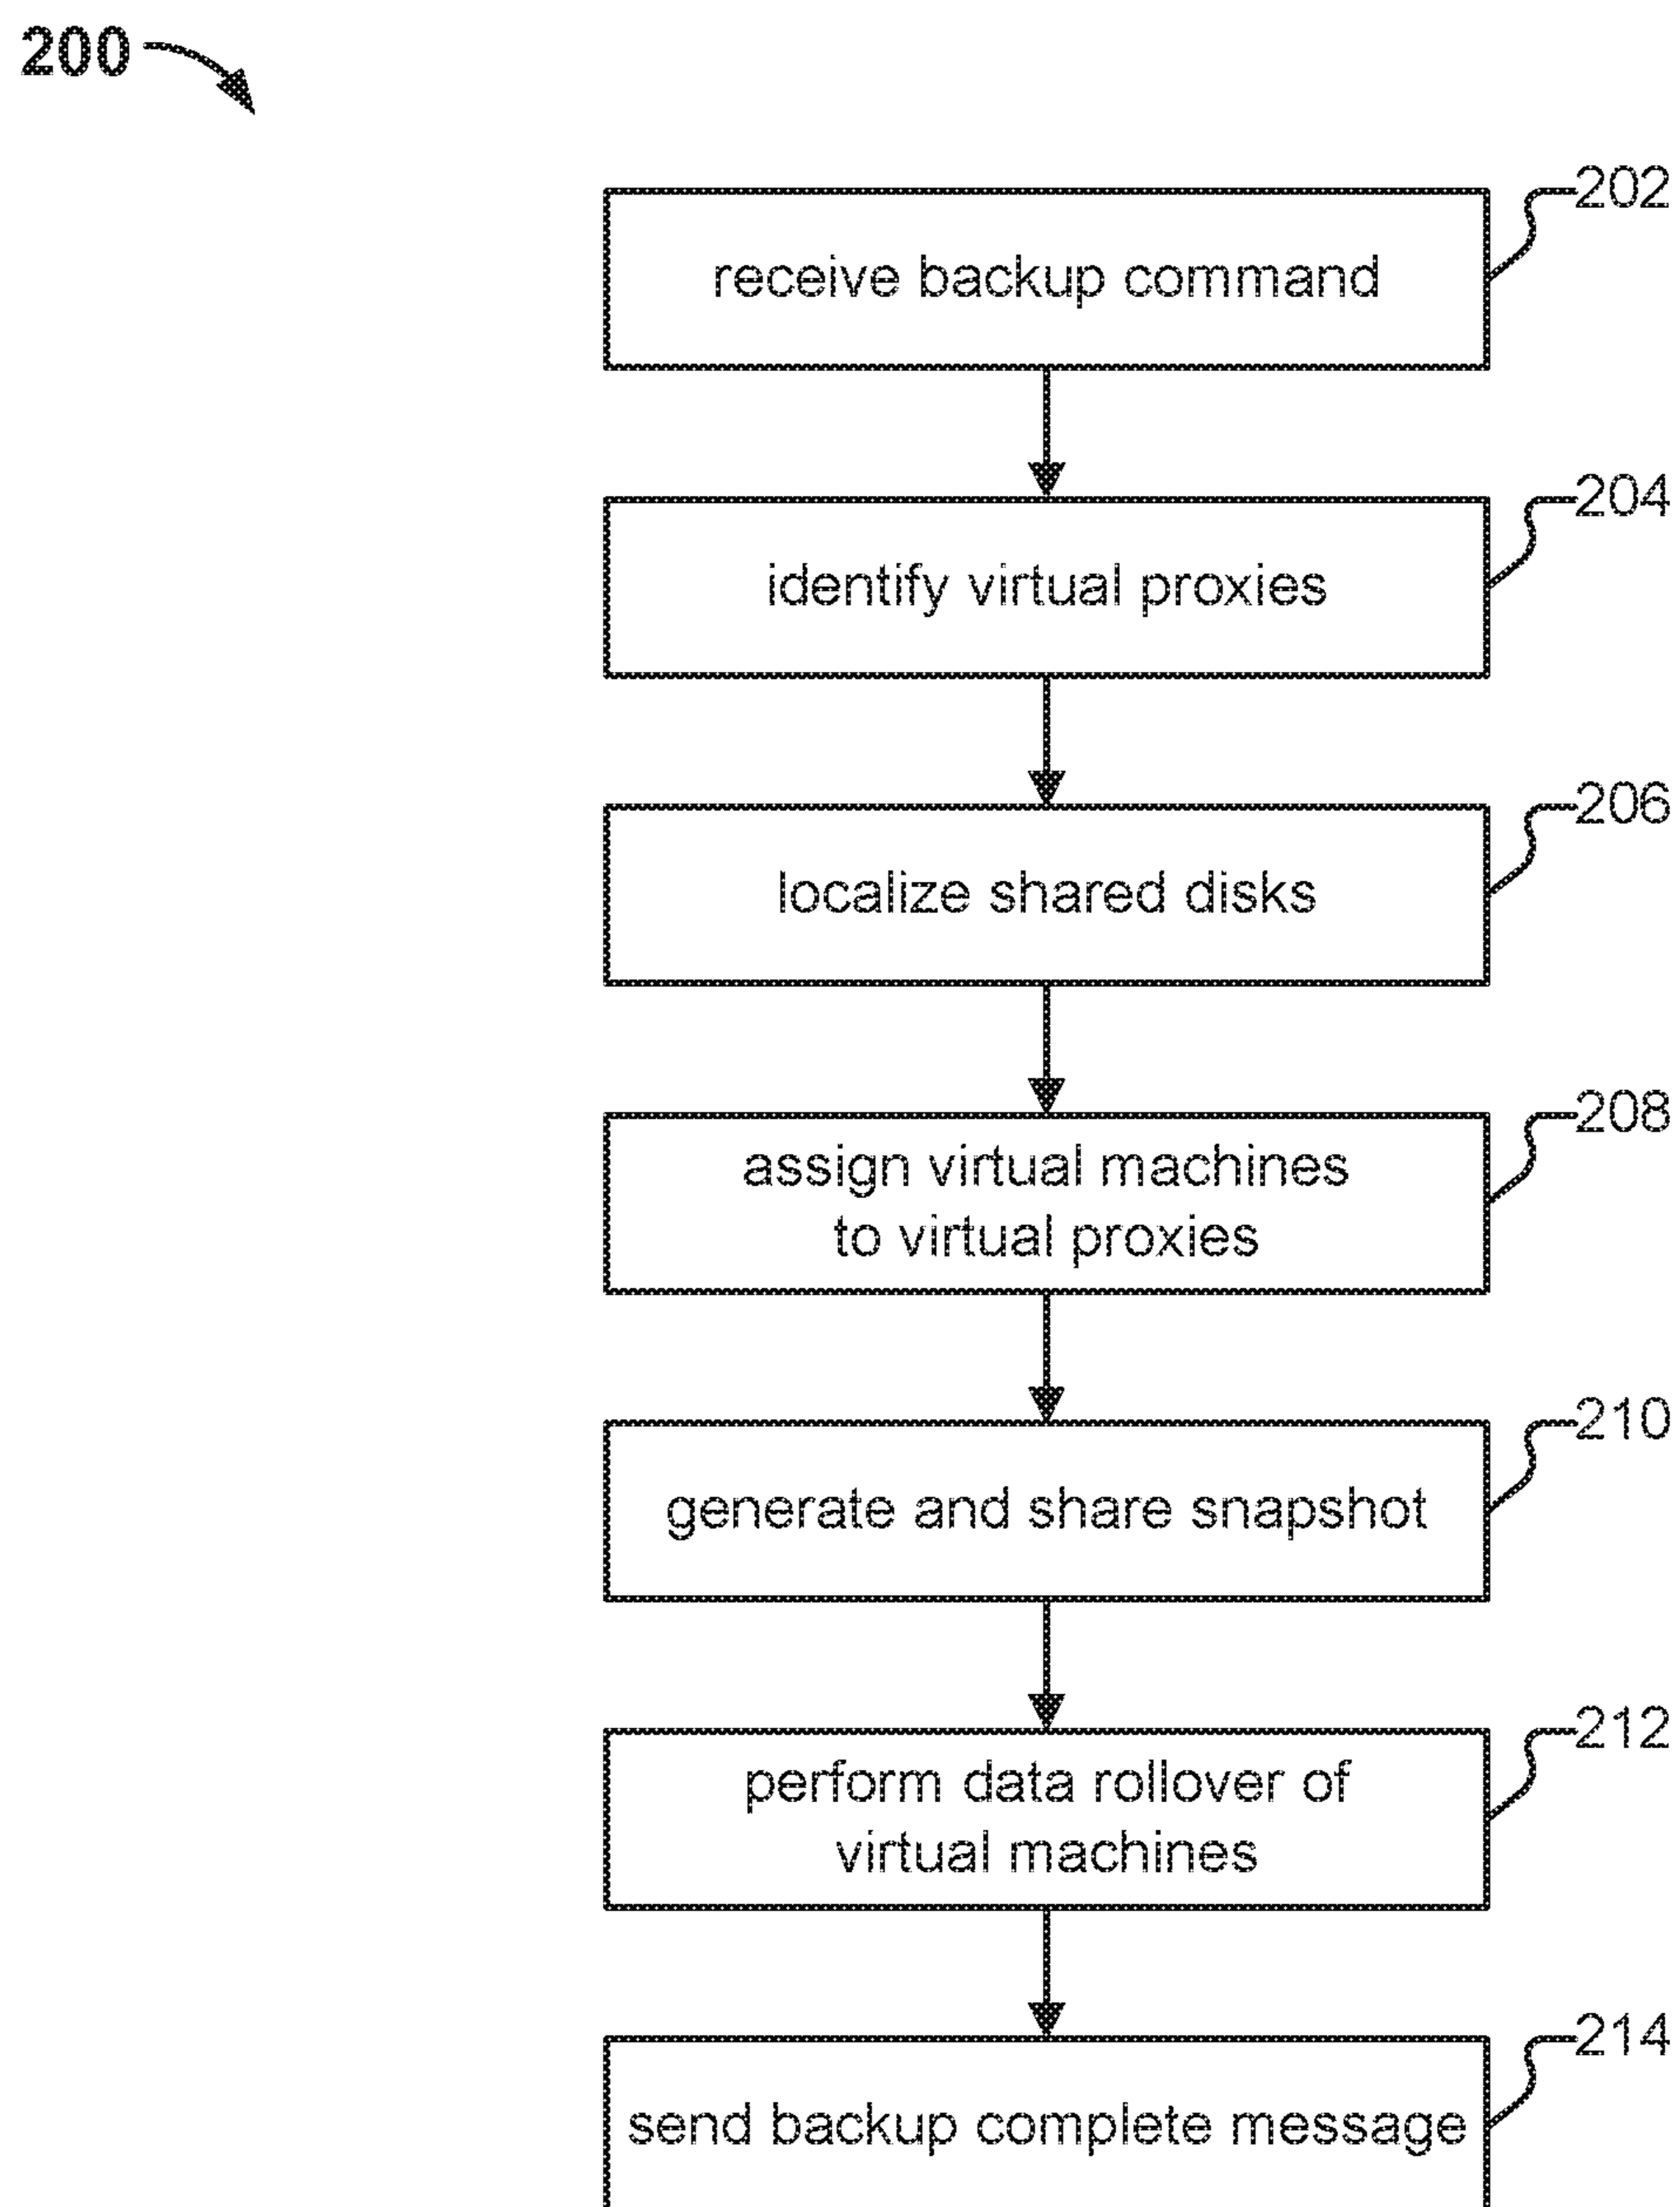 200
202
receive backup command
204
identify virtual proxies
206
localize shared disks
208
assign virtual machines
to virtual proxies
210
generate and share snapshot
212
perform data rollover of
virtual machines
214
send backup complete message